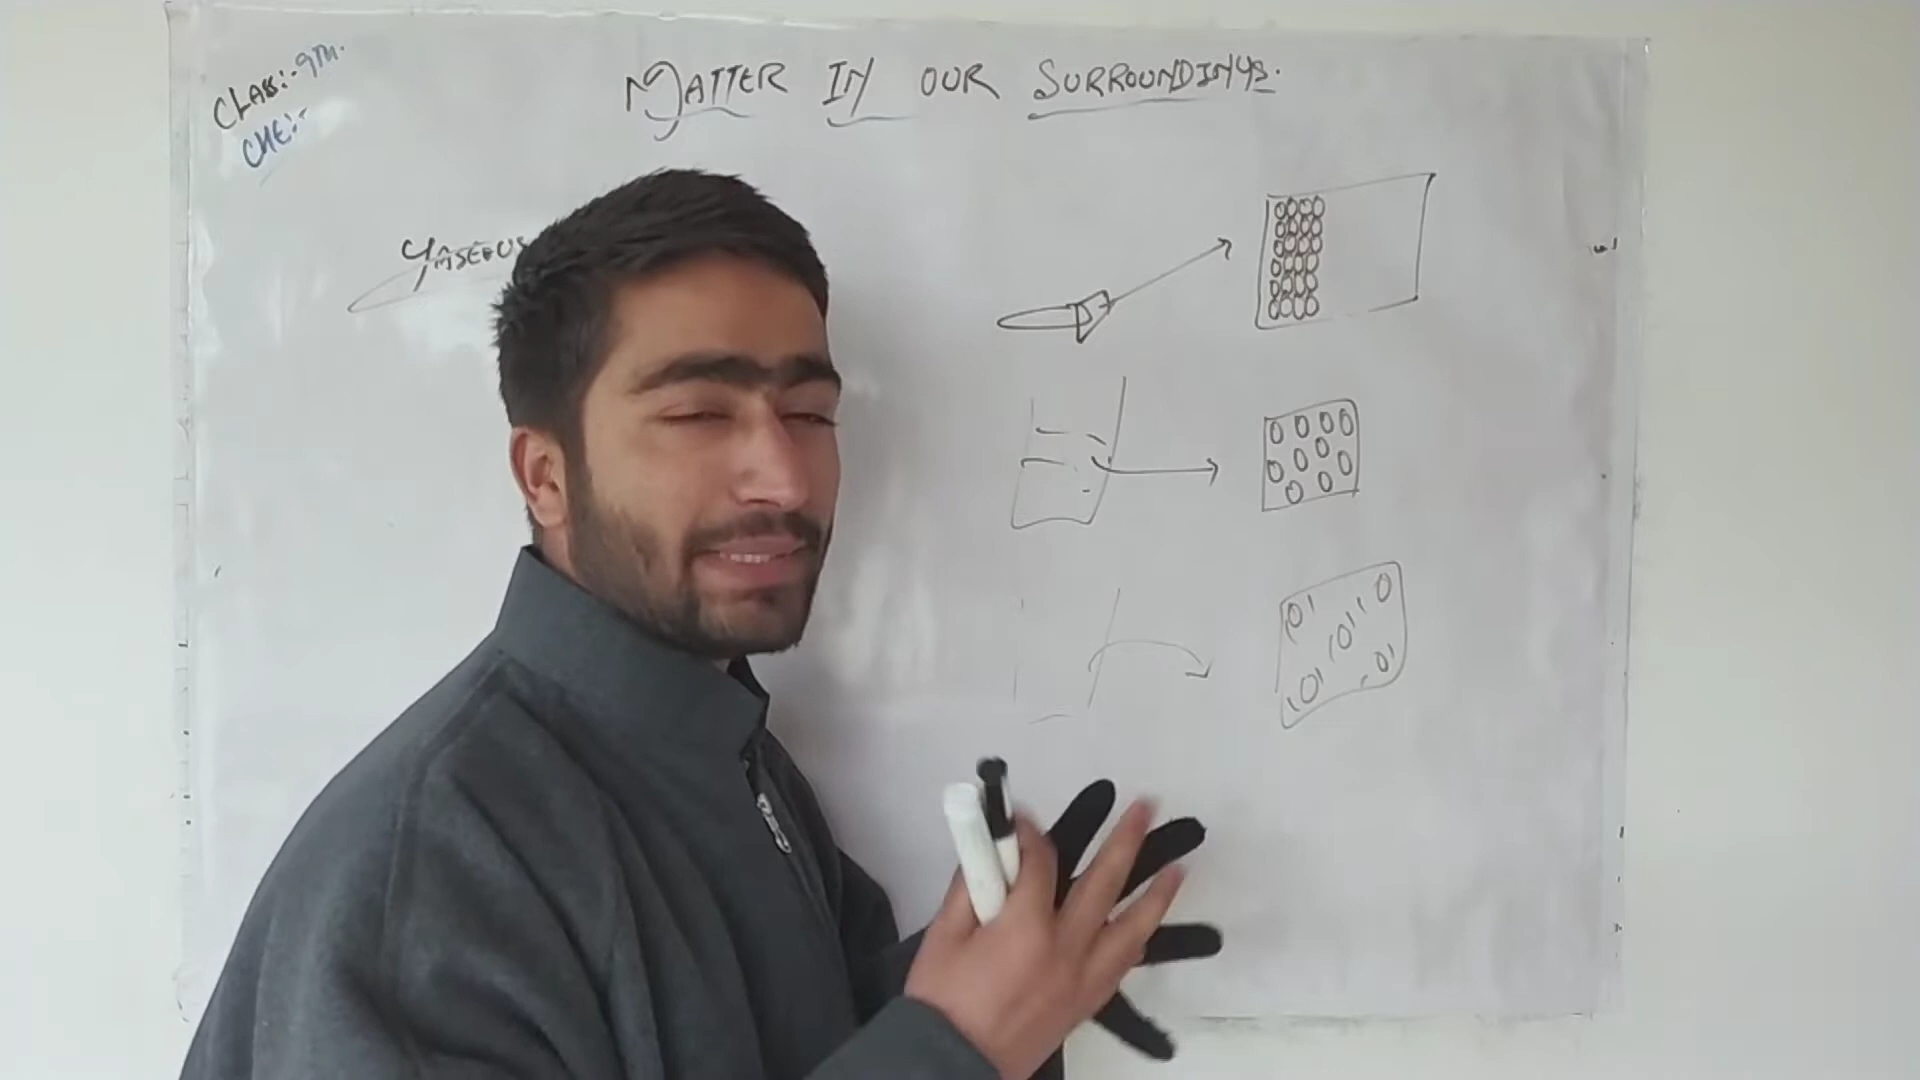 CLASS:- 9TH.
CHE:-
MATTER IN OUR SURROUNDINGS.
GASEOUS